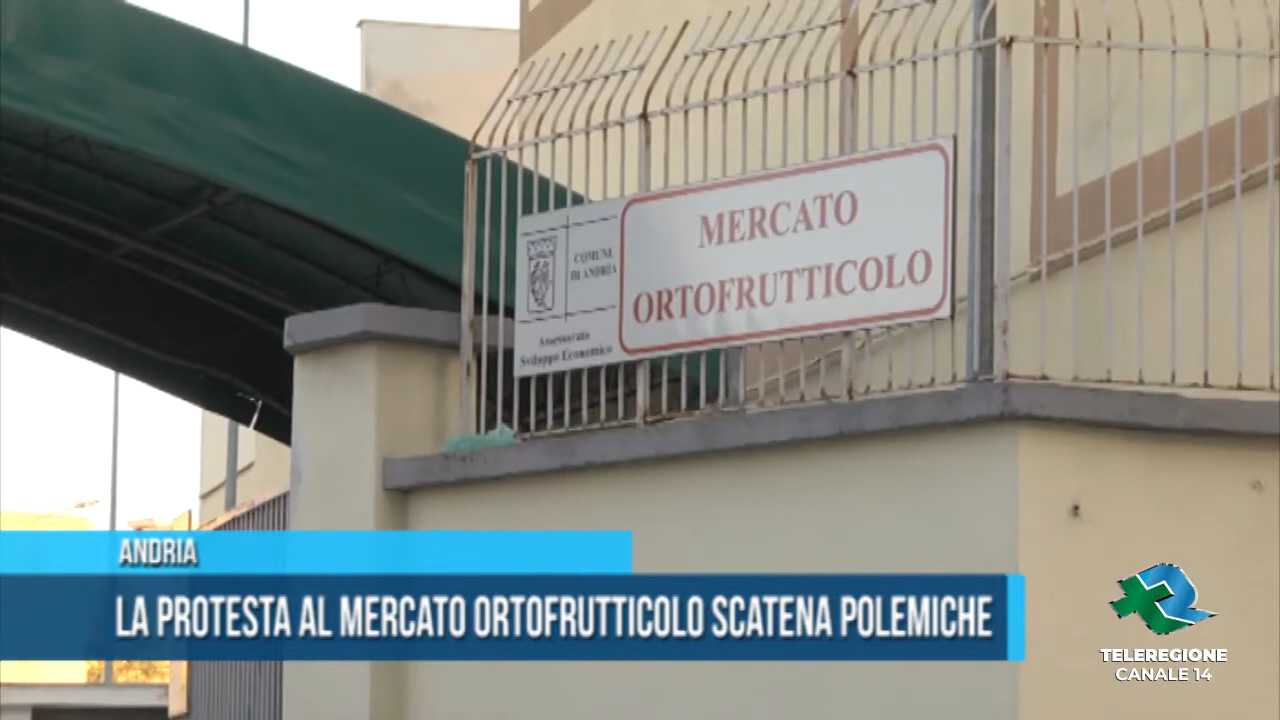 MERCATO
ORTOFRUTTICOLO
COMUNE
DI ANDRIA
Assessorato
Sviluppo Economico
ANDRIA
LA PROTESTA AL MERCATO ORTOFRUTTICOLO SCATENA POLEMICHE
TELEREGIONE
CANALE 14